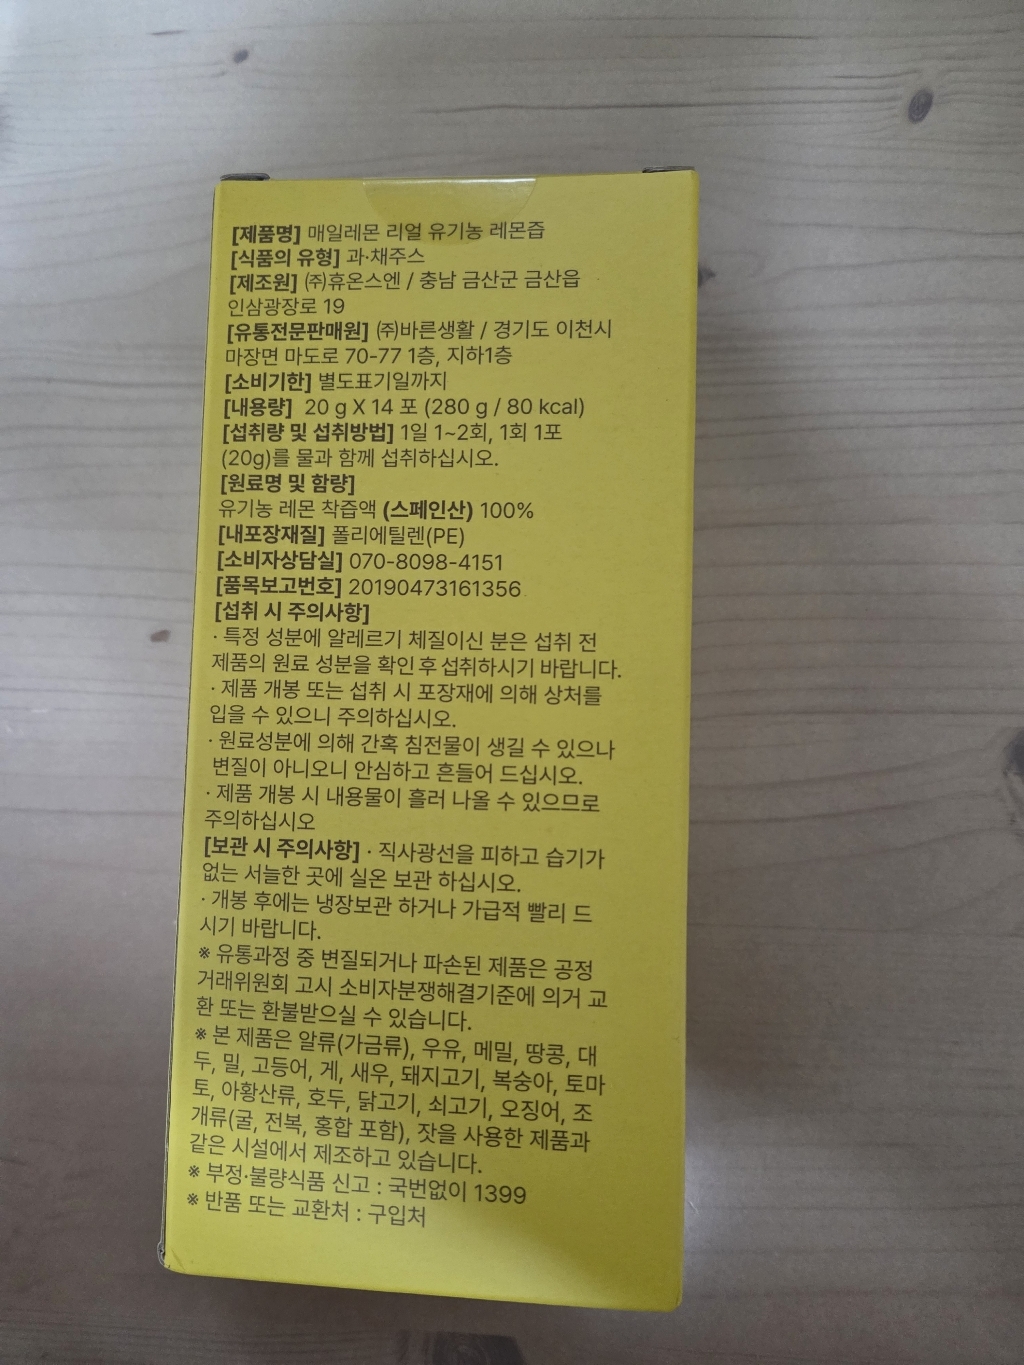 [제품명] 매일레몬 리얼 유기농 레몬즙
[식품의 유형] 과·채주스
[제조원] ㈜휴온스엔 / 충남 금산군 금산읍
인삼광장로 19
[유통전문판매원] ㈜바른생활 / 경기도 이천시
마장면 마도로 70-77 1층, 지하1층
[소비기한] 별도표기일까지
[내용량] 20 g X 14 포 (280 g / 80 kcal)
[섭취량 및 섭취방법] 1일 1~2회, 1회 1포
(20g)를 물과 함께 섭취하십시오.
[원료명 및 함량]
유기농 레몬 착즙액 (스페인산) 100%
[내포장재질] 폴리에틸렌(PE)
[소비자상담실] 070-8098-4151
[품목보고번호] 20190473161356
[섭취 시 주의사항]
· 특정 성분에 알레르기 체질이신 분은 섭취 전
제품의 원료 성분을 확인 후 섭취하시기 바랍니다.
· 제품 개봉 또는 섭취 시 포장재에 의해 상처를
입을 수 있으니 주의하십시오.
· 원료성분에 의해 간혹 침전물이 생길 수 있으나
변질이 아니오니 안심하고 흔들어 드십시오.
· 제품 개봉 시 내용물이 흘러 나올 수 있으므로
주의하십시오
[보관 시 주의사항] · 직사광선을 피하고 습기가
없는 서늘한 곳에 실온 보관 하십시오.
· 개봉 후에는 냉장보관 하거나 가급적 빨리 드
시기 바랍니다.
※ 유통과정 중 변질되거나 파손된 제품은 공정
거래위원회 고시 소비자분쟁해결기준에 의거 교
환 또는 환불받으실 수 있습니다.
※ 본 제품은 알류(가금류), 우유, 메밀, 땅콩, 대
두, 밀, 고등어, 게, 새우, 돼지고기, 복숭아, 토마
토, 아황산류, 호두, 닭고기, 쇠고기, 오징어, 조
개류(굴, 전복, 홍합 포함), 잣을 사용한 제품과
같은 시설에서 제조하고 있습니다.
※ 부정·불량식품 신고 : 국번없이 1399
※ 반품 또는 교환처 : 구입처